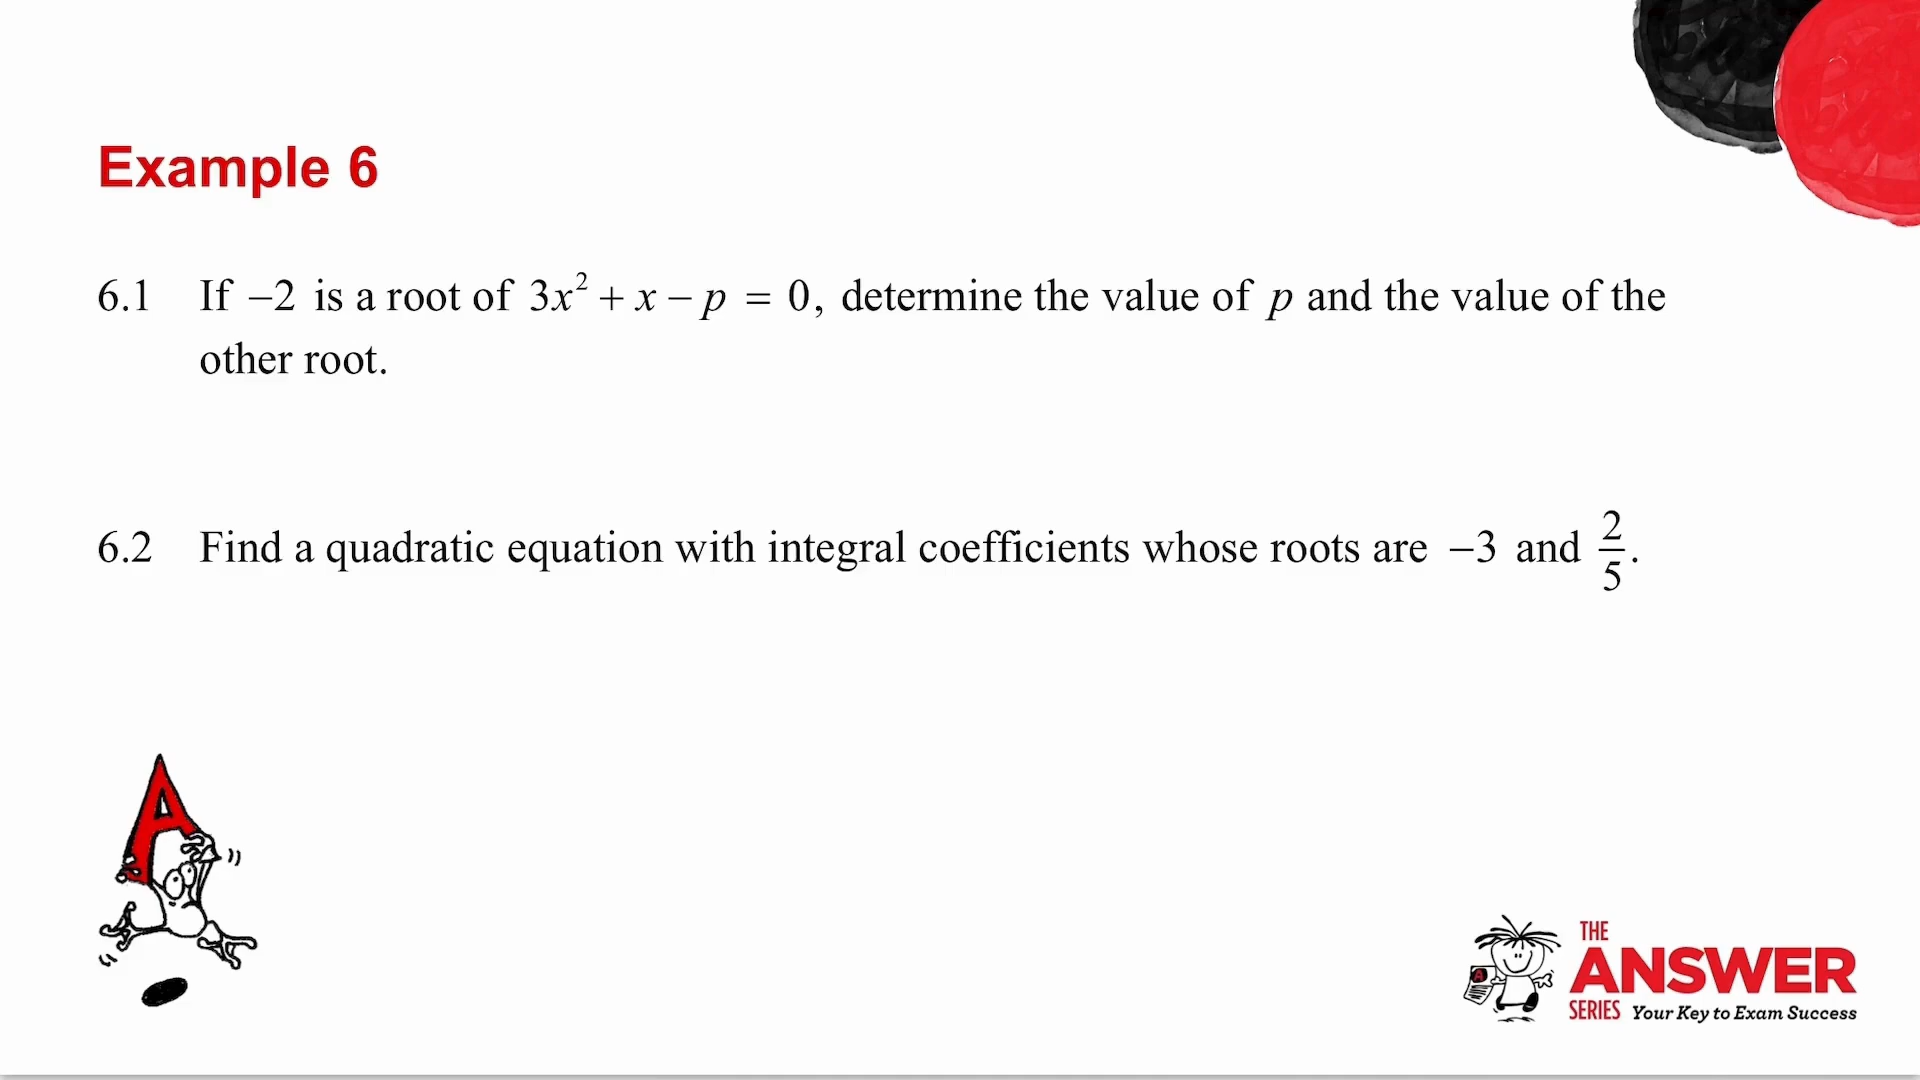 Example 6
6.1 If −2 is a root of 3x² + x − p = 0, determine the value of p and the value of the
other root.
6.2 Find a quadratic equation with integral coefficients whose roots are −3 and 2/5.
A
A
THE
ANSWER
SERIES Your Key to Exam Success